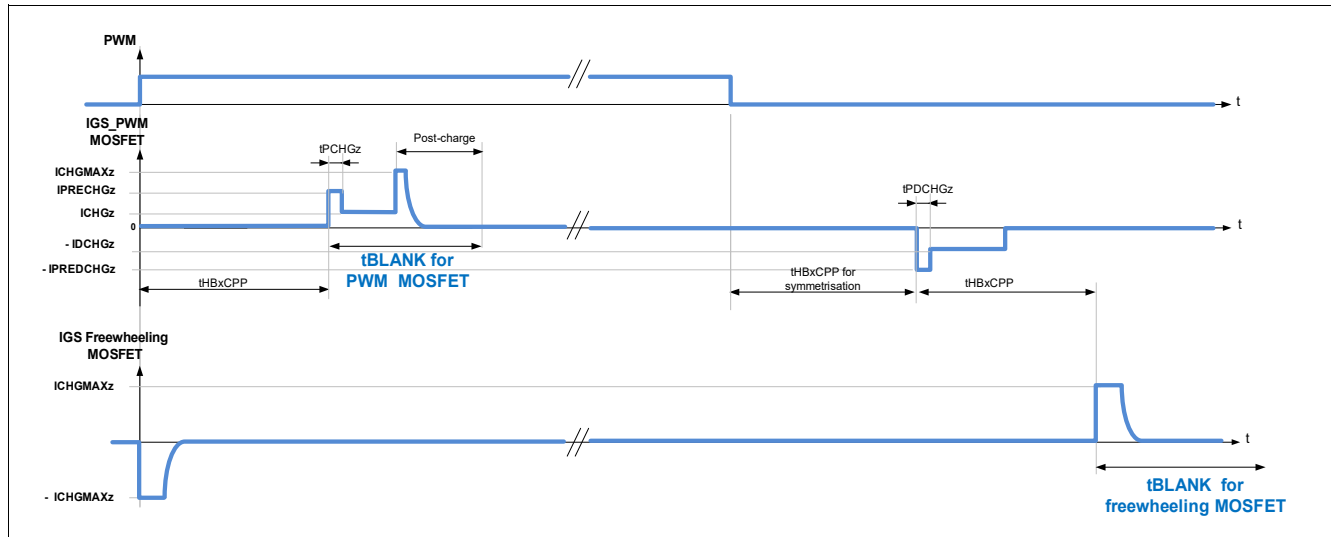 PWM
t
IGS_PWM
MOSFET
tPCHGz
Post-charge
tPDCHGz
ICHGMAXz
IPRECHGz
ICHGz
0
t
- IDCHGz
- IPREDCHGz
tBLANK for
PWM MOSFET
tHBxCPP
tHBxCPP for
symmetrisation
tHBxCPP
IGS Freewheeling
MOSFET
ICHGMAXz
t
- ICHGMAXz
tBLANK for
freewheeling MOSFET